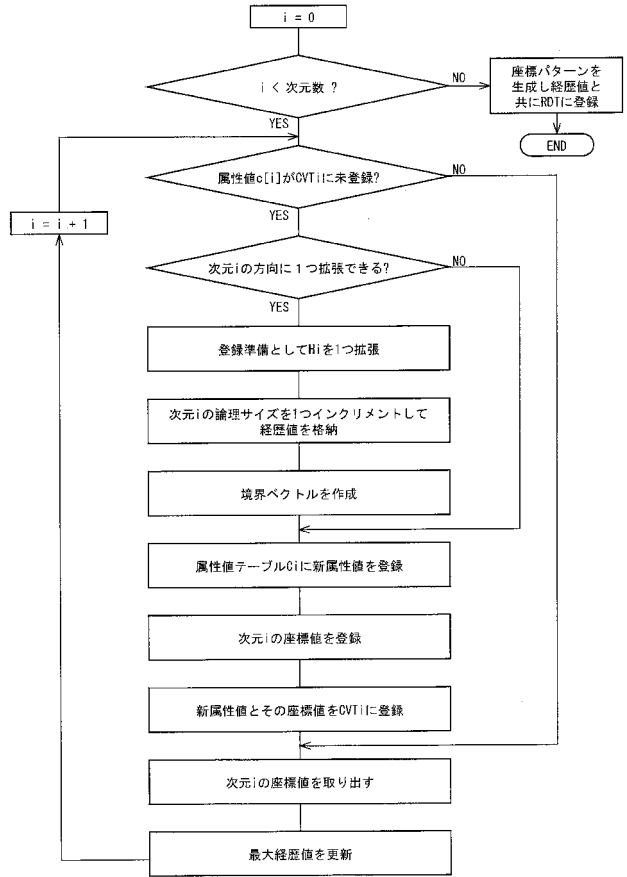 i = 0
i < 次元数 ?
NO
座標パターンを
生成し経歴値と
共にRDTに登録
END
YES
属性値c[i]がCVTiに未登録?
NO
YES
i = i + 1
次元iの方向に1つ拡張できる?
NO
YES
登録準備としてHiを1つ拡張
次元iの論理サイズを1つインクリメントして
経歴値を格納
境界ベクトルを作成
属性値テーブルCiに新属性値を登録
次元iの座標値を登録
新属性値とその座標値をCVTiに登録
次元iの座標値を取り出す
最大経歴値を更新